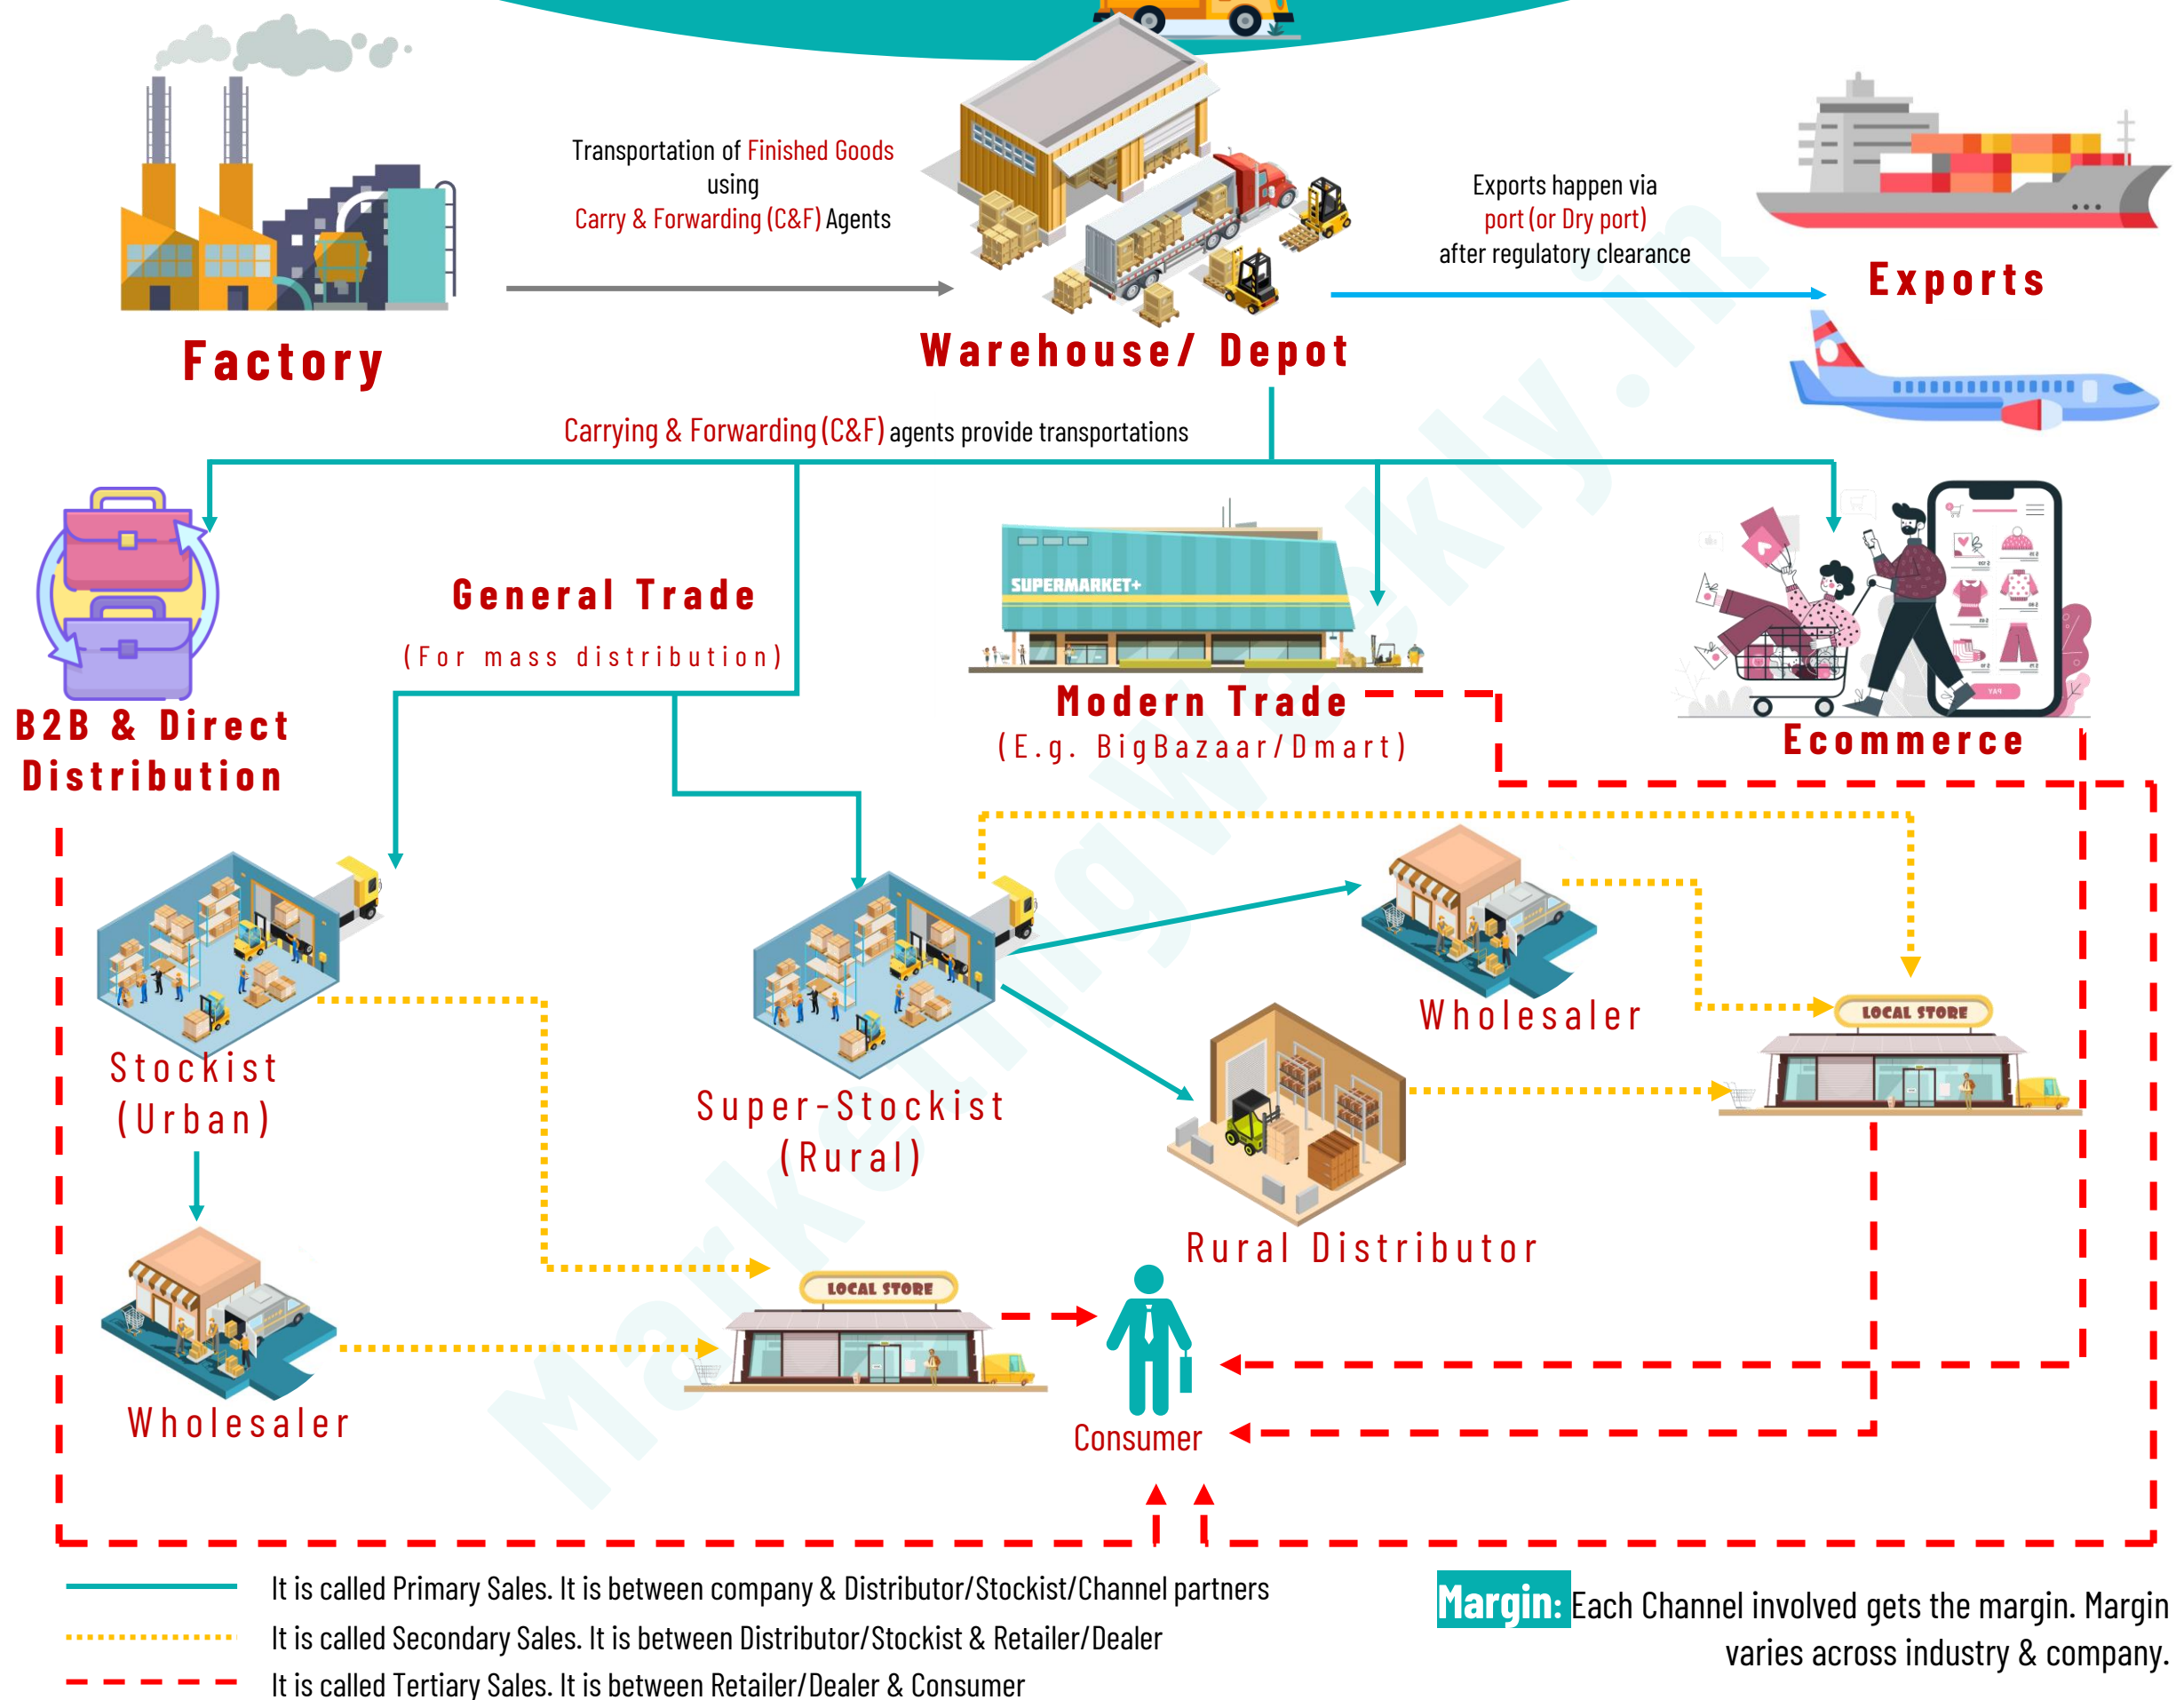 Transportation of Finished Goods
using
Carry & Forwarding (C&F) Agents
Exports happen via
port (or Dry port)
after regulatory clearance
Exports
Factory
Warehouse/ Depot
Carrying & Forwarding (C&F) agents provide transportations
General Trade
(For mass distribution)
SUPERMARKET+
B2B & Direct
Distribution
Modern Trade
(E.g. BigBazaar/Dmart)
Ecommerce
Stockist
(Urban)
Super-Stockist
(Rural)
Wholesaler
LOCAL STORE
Rural Distributor
Wholesaler
LOCAL STORE
Consumer
MarketingWeekly.in
It is called Primary Sales. It is between company & Distributor/Stockist/Channel partners
It is called Secondary Sales. It is between Distributor/Stockist & Retailer/Dealer
It is called Tertiary Sales. It is between Retailer/Dealer & Consumer
Margin: Each Channel involved gets the margin. Margin
varies across industry & company.